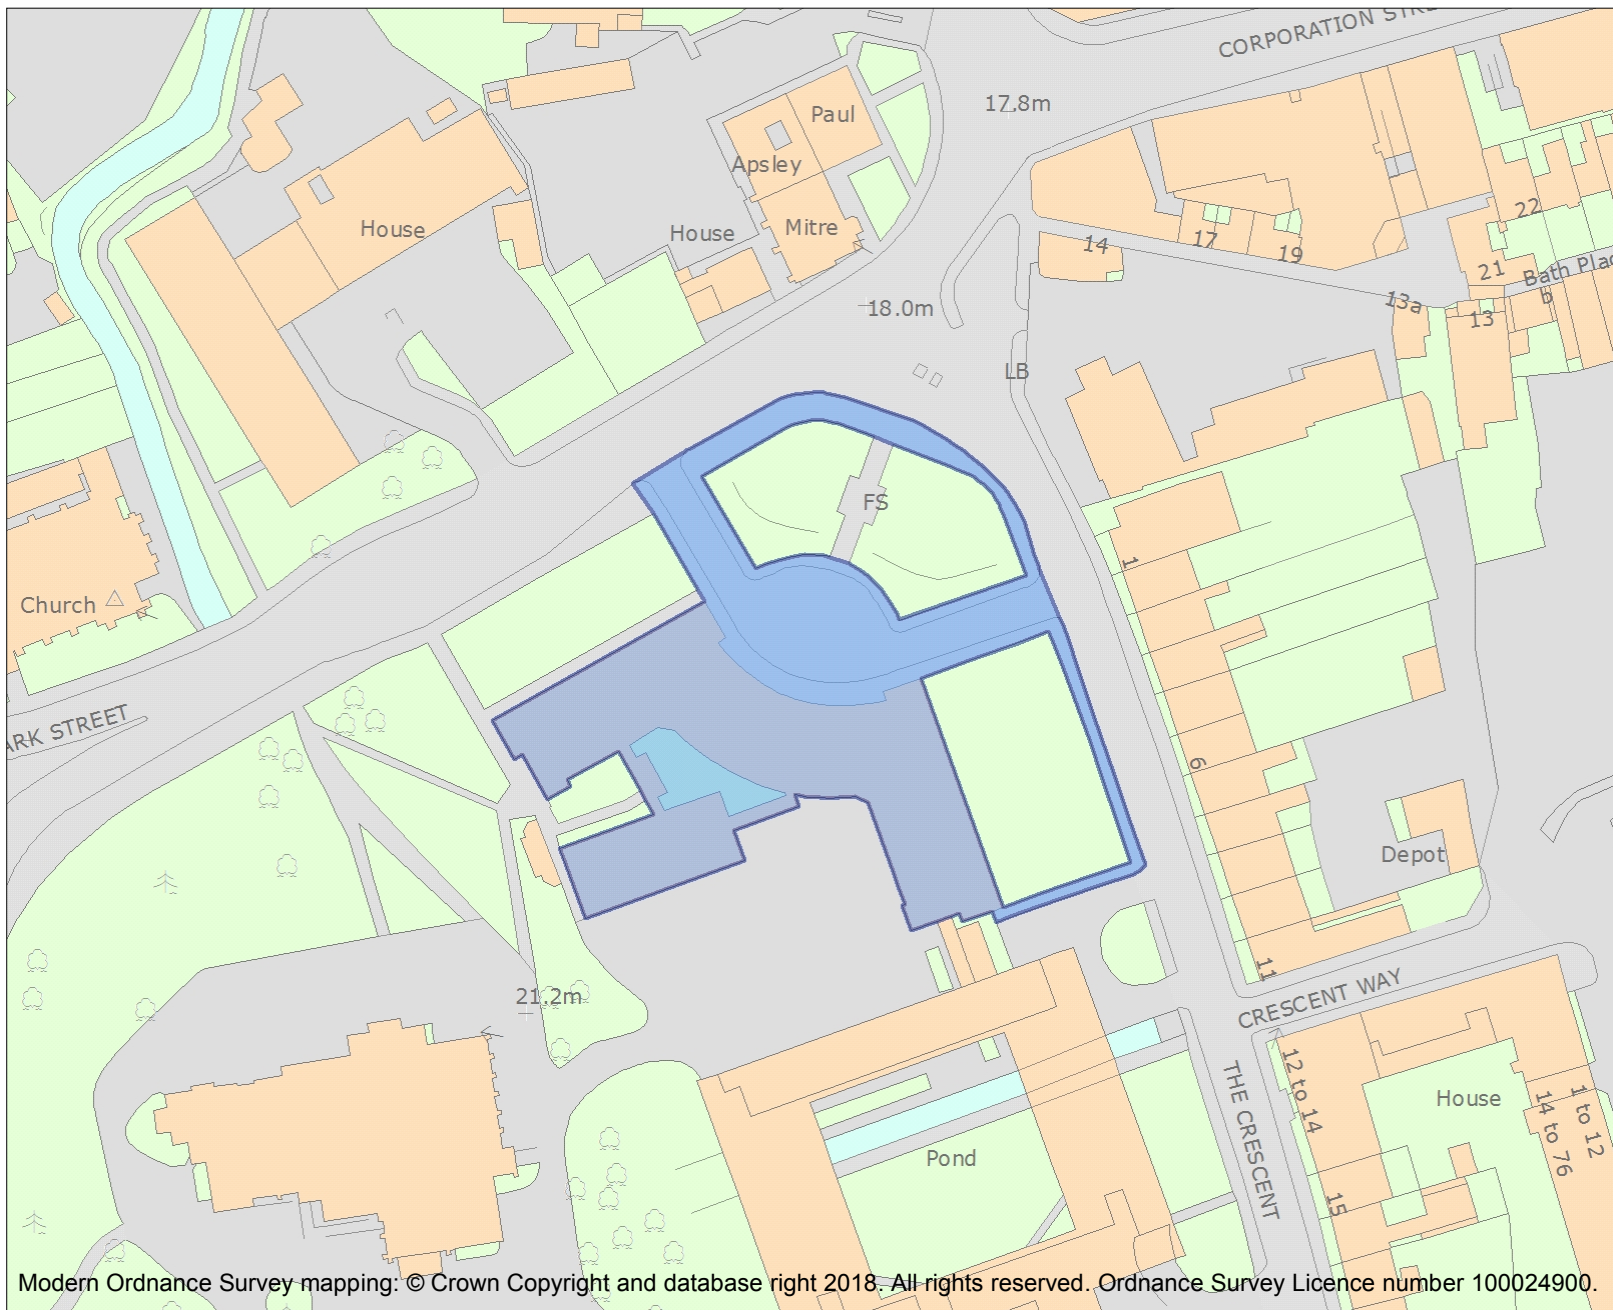 CORPORATION STRE
17.8m
Paul
Apsley
House
House
Mitre
22
14
17
19
21
Bath Plac
b
13a
13
18.0m
LB
FS
1
Church
ARK STREET
6
Depot
21.2m
11
CRESCENT WAY
THE CRESCENT
12 to 14
House
1 to 12
14 to 76
Pond
15
Modern Ordnance Survey mapping: © Crown Copyright and database right 2018. All rights reserved. Ordnance Survey Licence number 100024900.